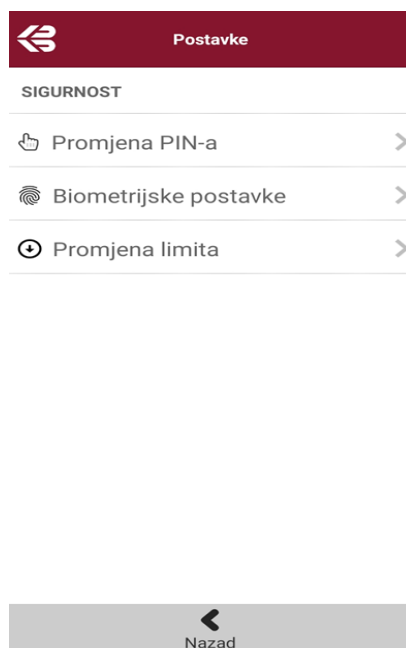 Postavke
SIGURNOST
Promjena PIN-a
Biometrijske postavke
Promjena limita
Nazad